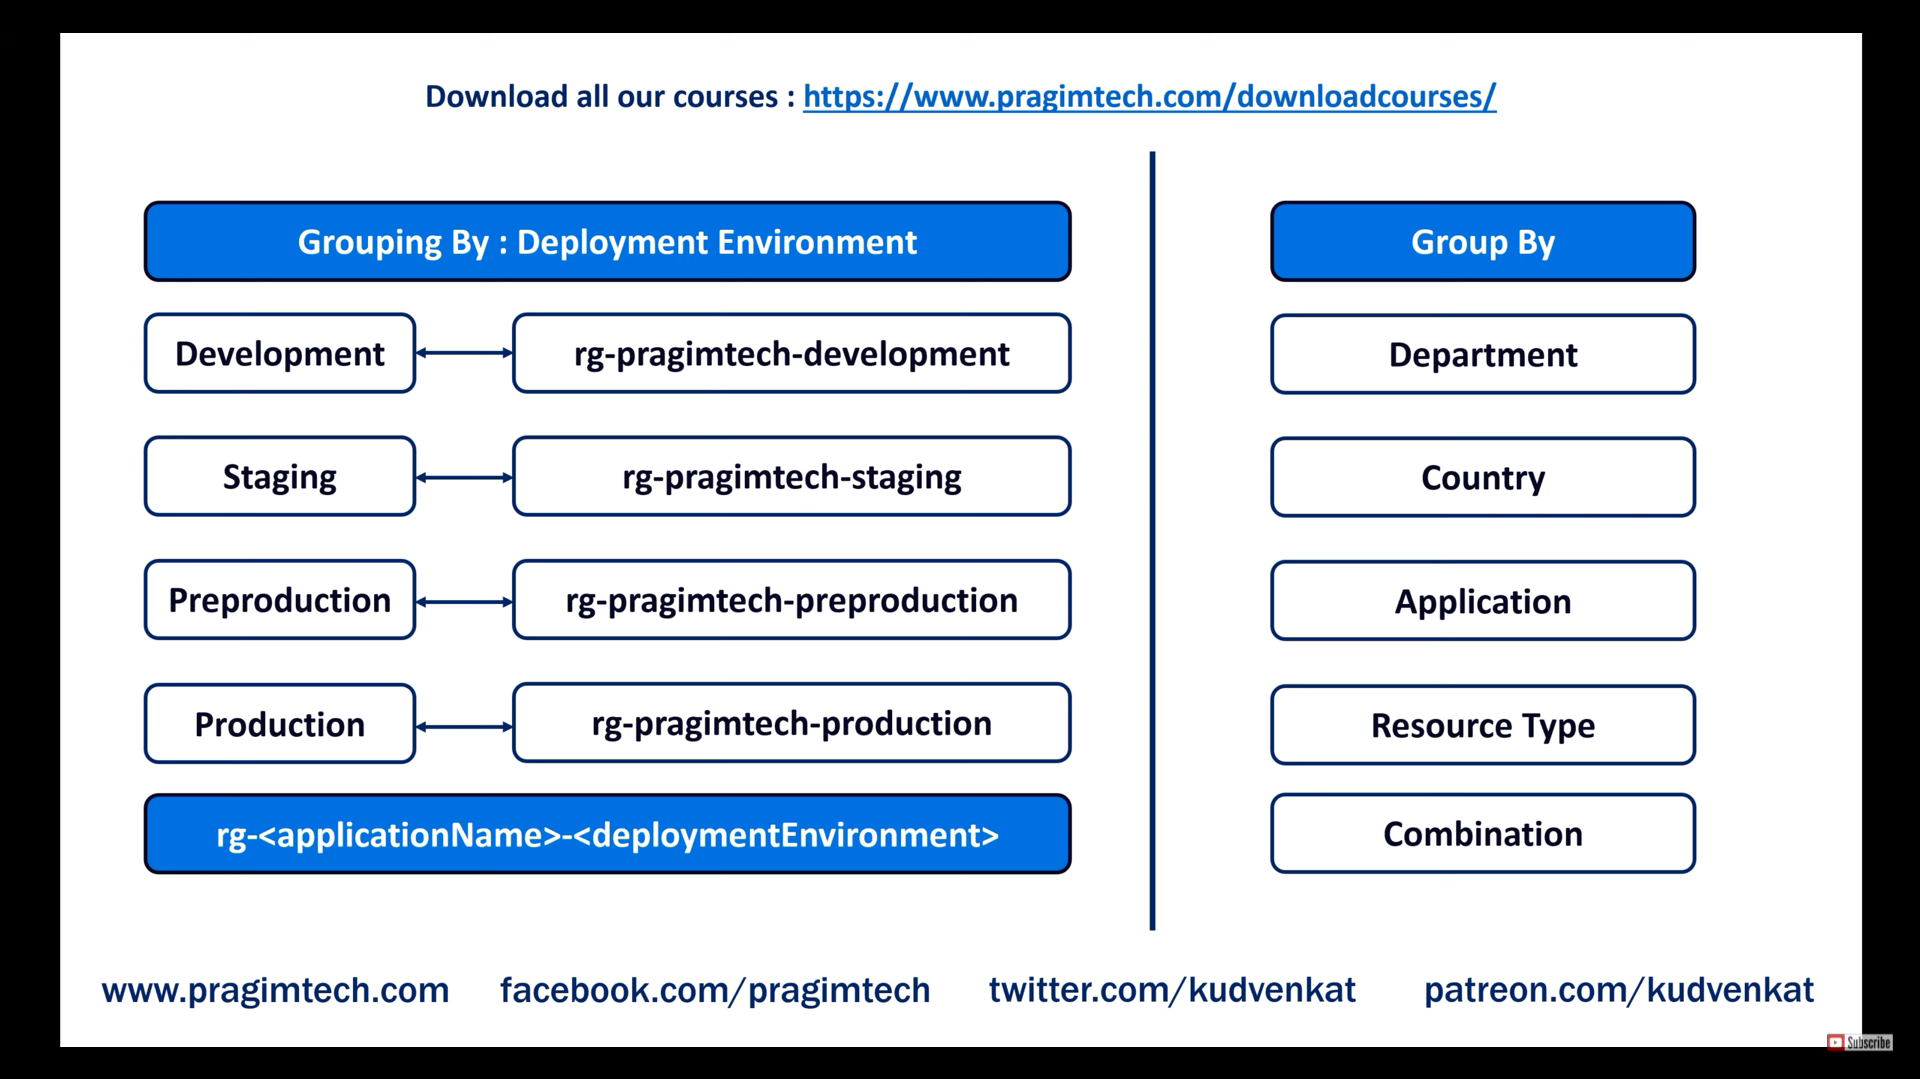 Download all our courses : https://www.pragimtech.com/downloadcourses/
Grouping By : Deployment Environment
Development
rg-pragimtech-development
Staging
rg-pragimtech-staging
Preproduction
rg-pragimtech-preproduction
Production
rg-pragimtech-production
rg-<applicationName>-<deploymentEnvironment>
Group By
Department
Country
Application
Resource Type
Combination
www.pragimtech.com
facebook.com/pragimtech
twitter.com/kudvenkat
patreon.com/kudvenkat
Subscribe